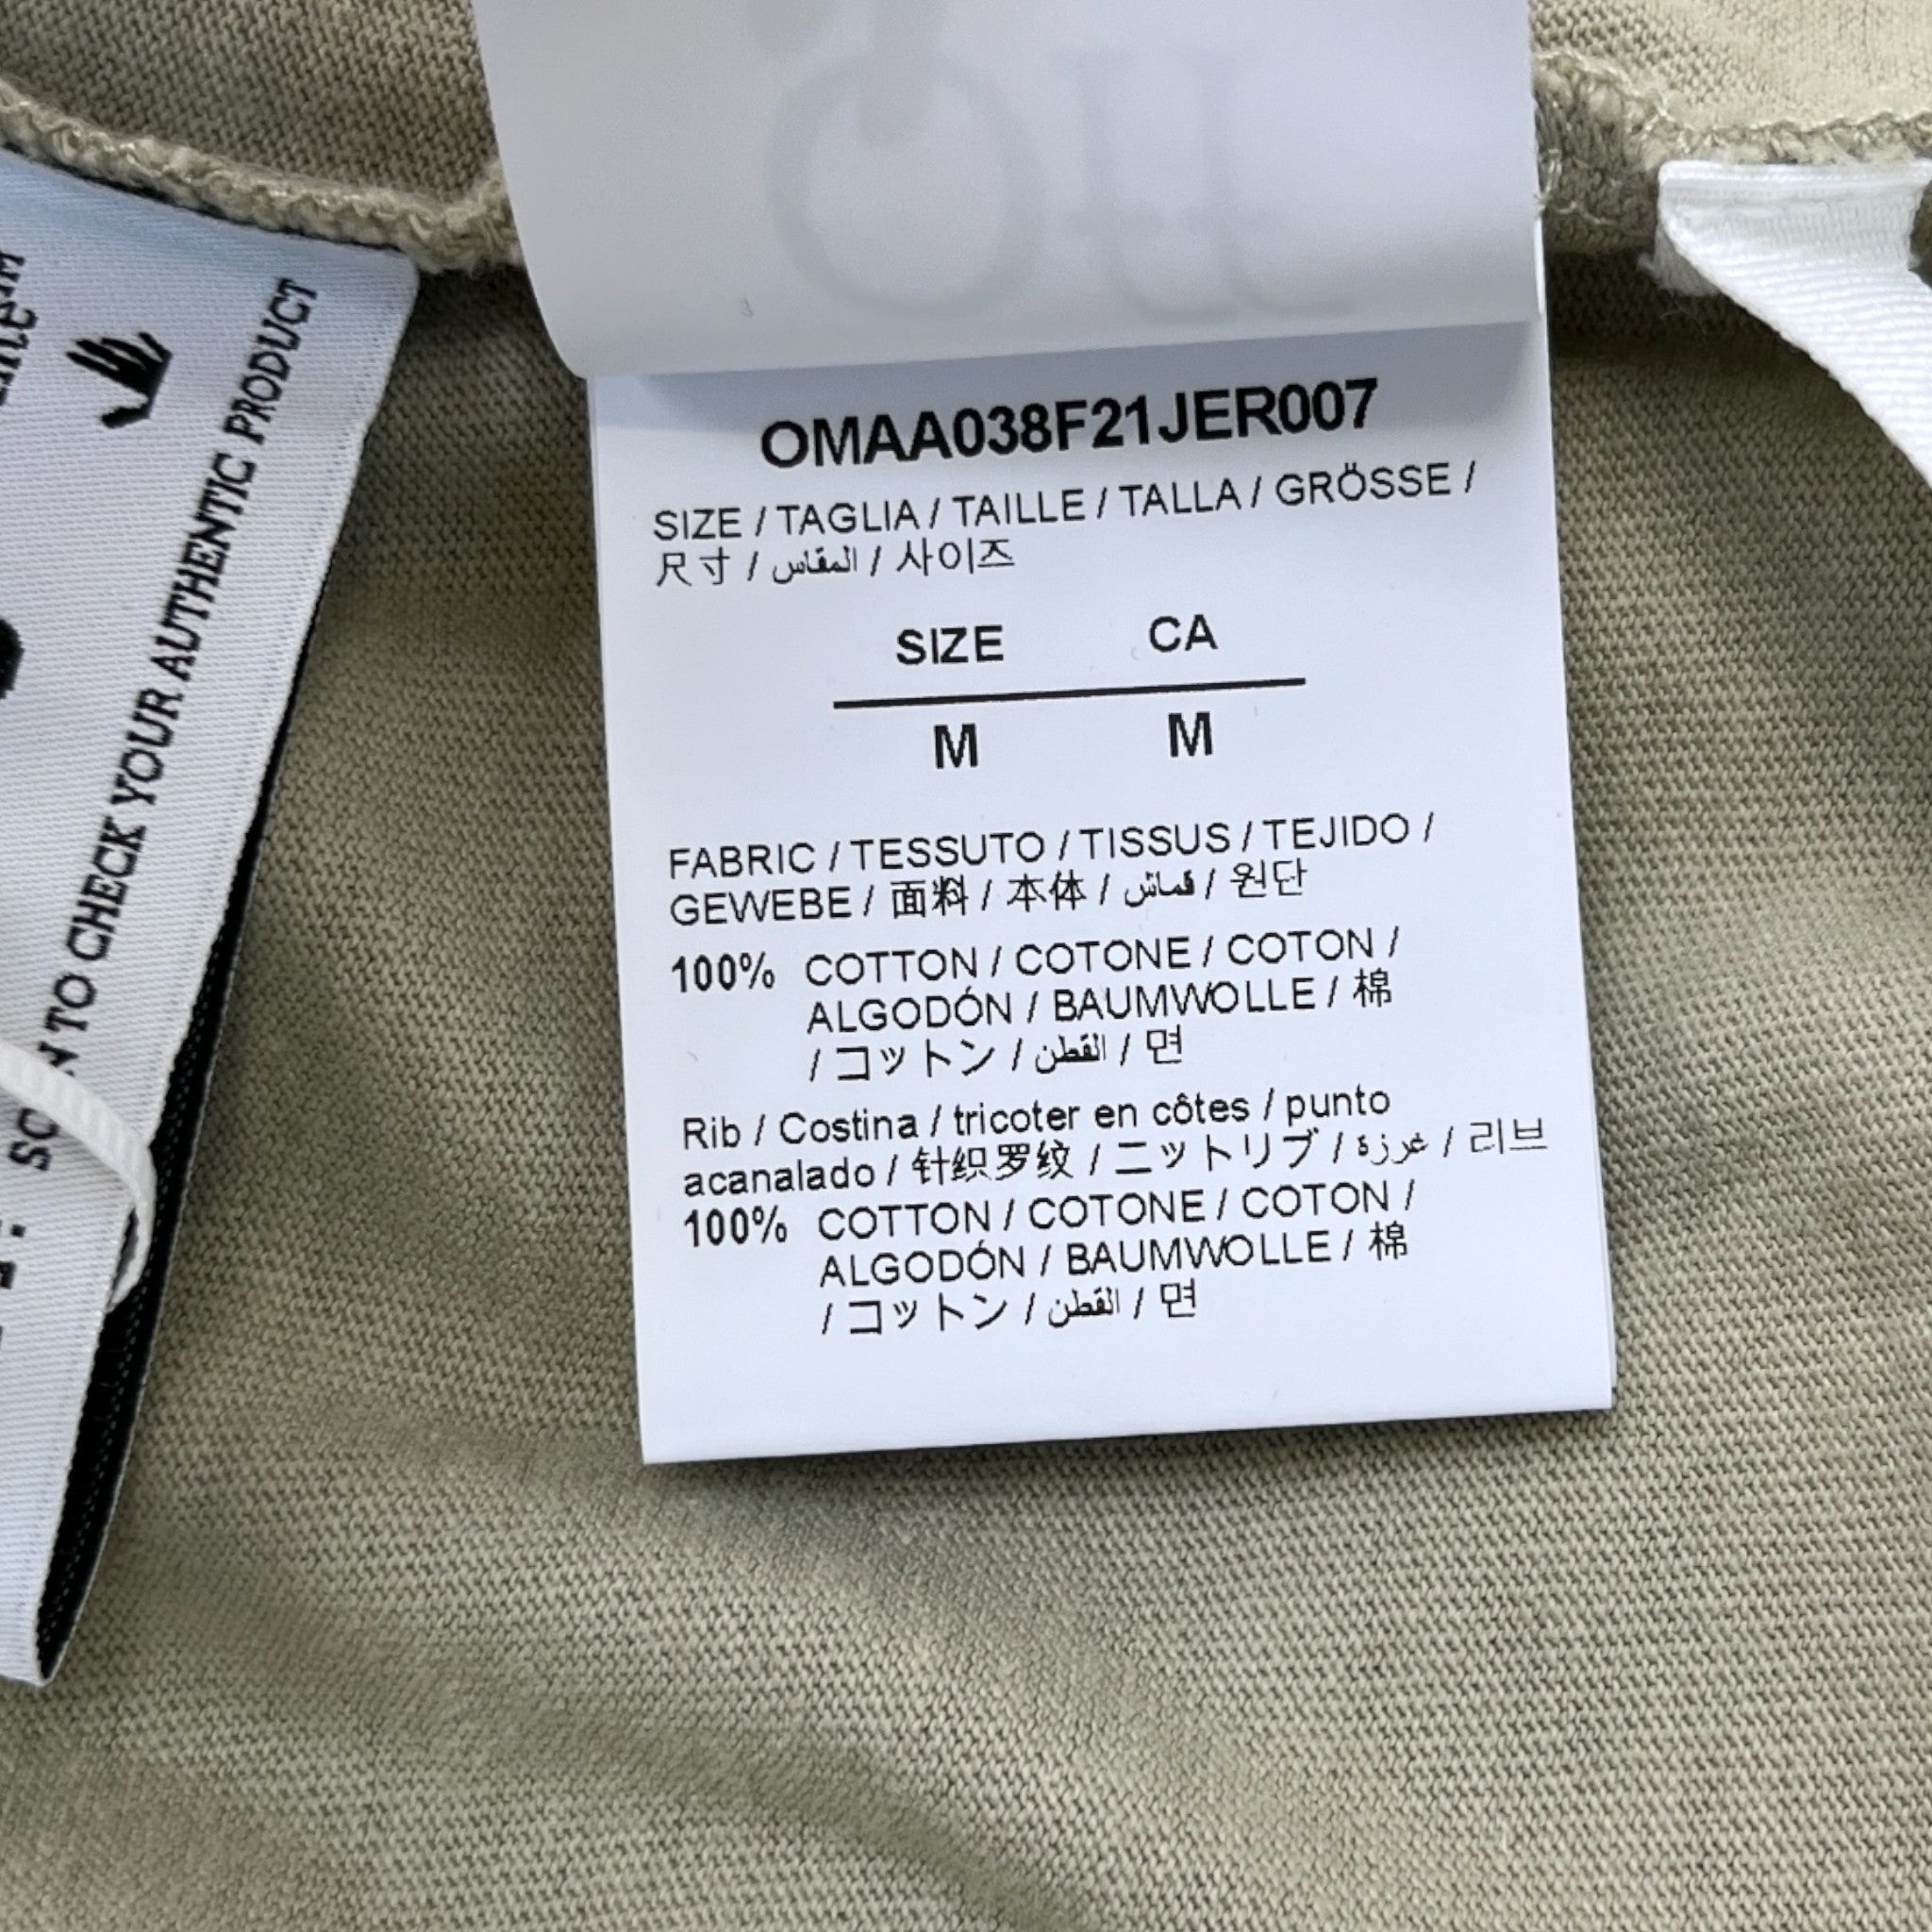 OMAA038F21JER007
SIZE / TAGLIA / TAILLE / TALLA / GRÖSSE /
尺寸 / المقاس / 사이즈
SIZE CA
M M
FABRIC / TESSUTO / TISSUS / TEJIDO /
GEWEBE / 面料 / 本体 / قماش / 원단
100% COTTON / COTONE / COTON /
ALGODÓN / BAUMWOLLE / 棉
/ コットン / القطن / 면
Rib / Costina / tricoter en côtes / punto
acanalado / 针织罗纹 / ニットリブ / غرزة / 리브
100% COTTON / COTONE / COTON /
ALGODÓN / BAUMWOLLE / 棉
/ コットン / القطن / 면
TO CHECK YOUR AUTHENTIC PRODUCT